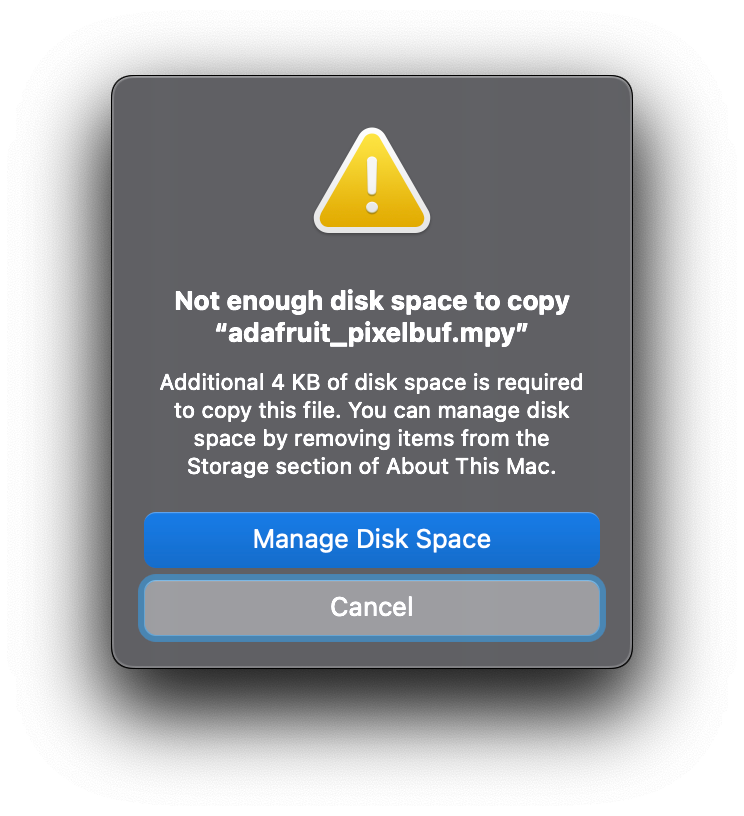 Not enough disk space to copy
“adafruit_pixelbuf.mpy”
Additional 4 KB of disk space is required
to copy this file. You can manage disk
space by removing items from the
Storage section of About This Mac.
Manage Disk Space
Cancel